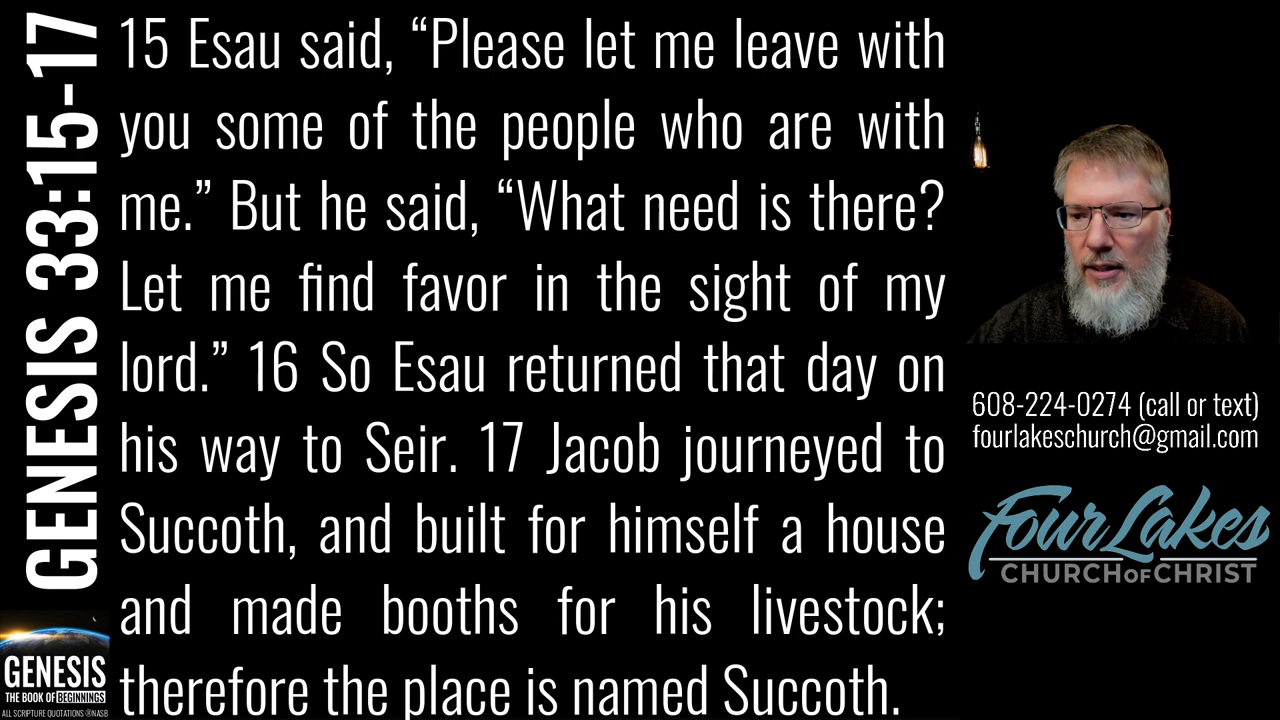 GENESIS 33:15-17
15 Esau said, “Please let me leave with
you some of the people who are with
me.” But he said, “What need is there?
Let me find favor in the sight of my
lord.” 16 So Esau returned that day on
his way to Seir. 17 Jacob journeyed to
Succoth, and built for himself a house
and made booths for his livestock;
therefore the place is named Succoth.
608-224-0274 (call or text)
fourlakeschurch@gmail.com
Four Lakes
CHURCH OF CHRIST
GENESIS
THE BOOK OF BEGINNINGS
ALL SCRIPTURE QUOTATIONS @NASB